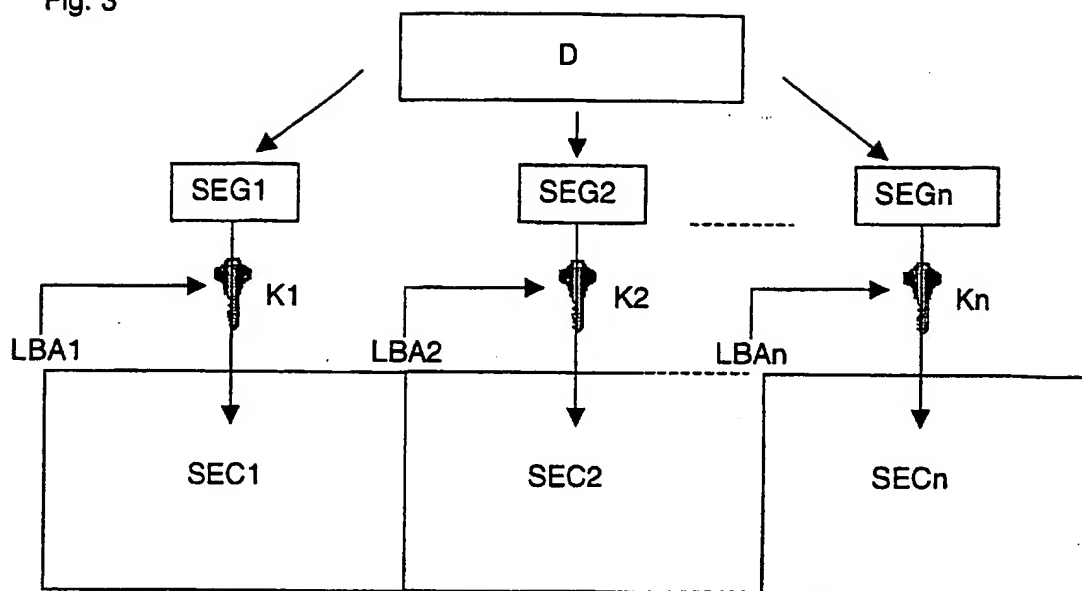 Fig. 3
D
SEG1 SEG2 SEGn
K1 K2 Kn
LBA1 LBA2 LBAn
SEC1 SEC2 SECn